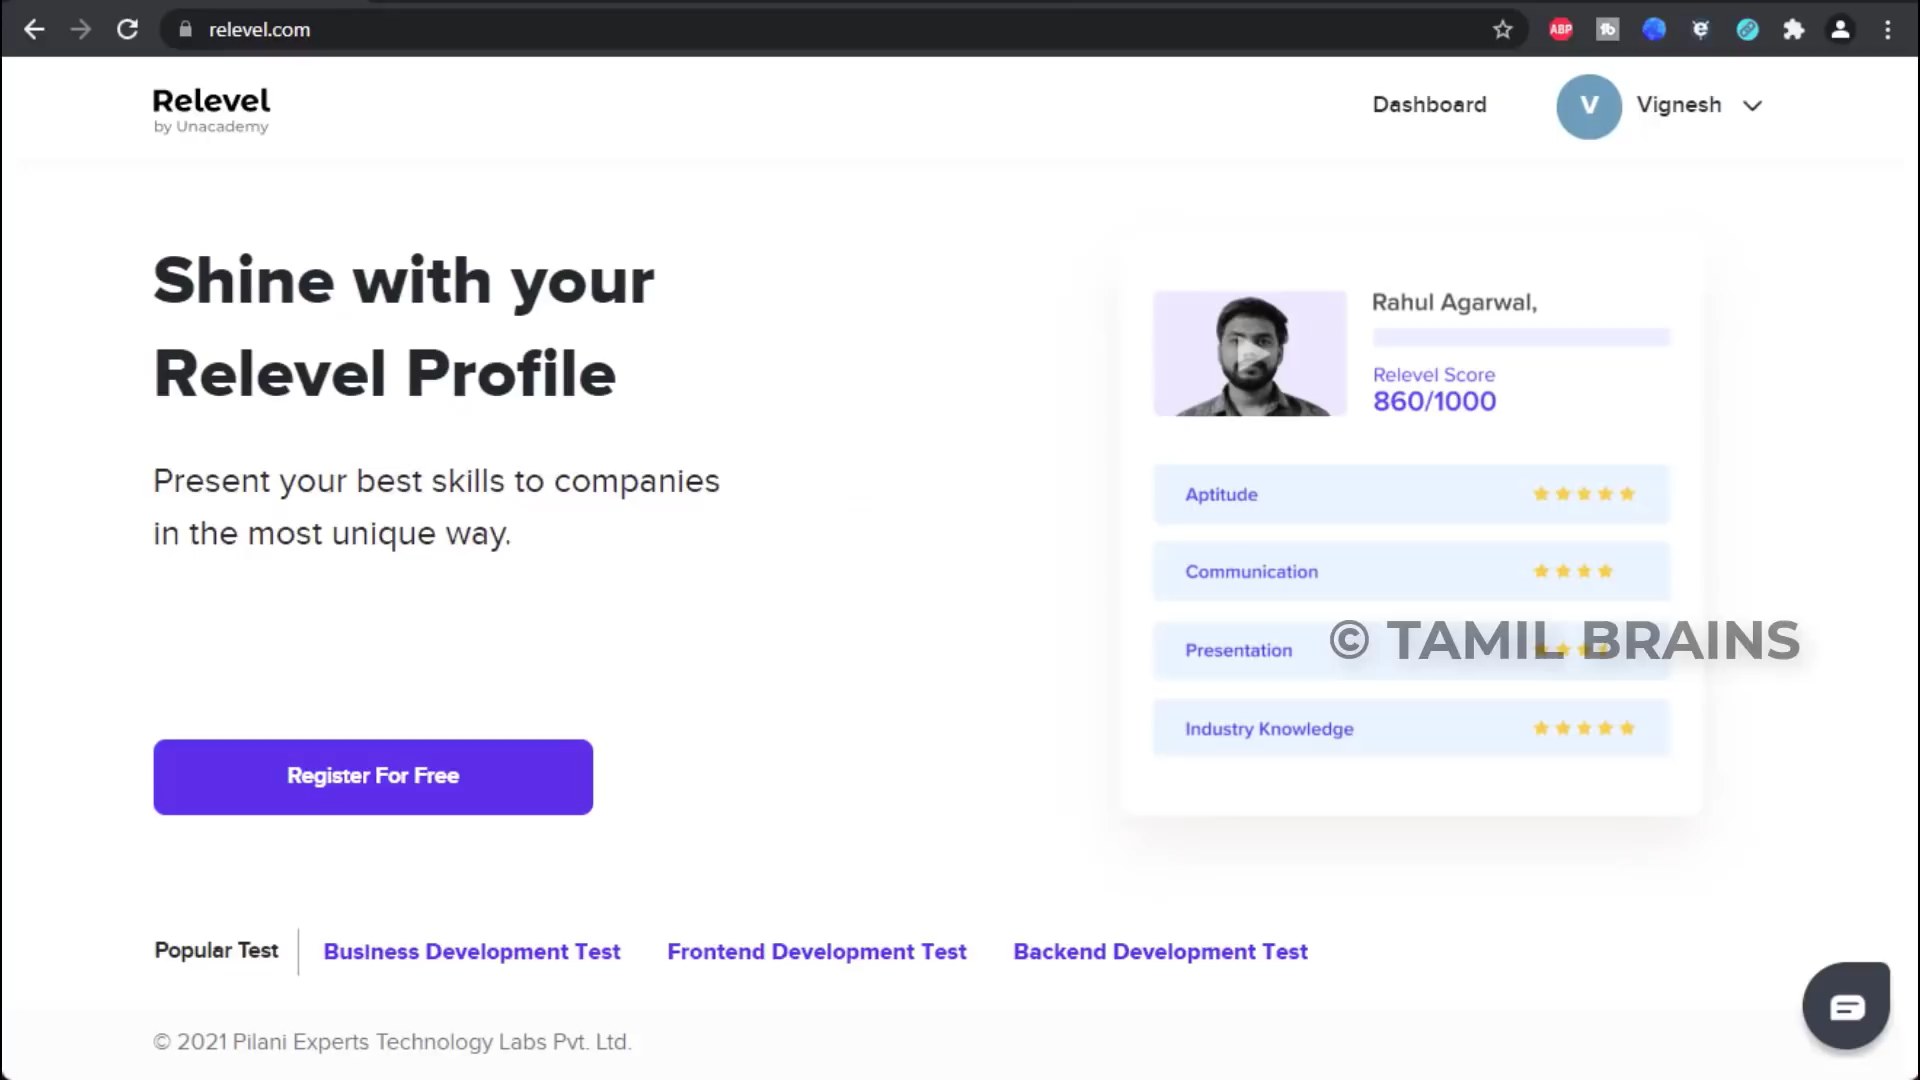 relevel.com
ABP
Relevel
by Unacademy
Dashboard
V
Vignesh
Shine with your
Relevel Profile
Present your best skills to companies
in the most unique way.
Register For Free
Rahul Agarwal,
Relevel Score
860/1000
Aptitude
Communication
Presentation
Industry Knowledge
© TAMIL BRAINS
Popular Test
Business Development Test
Frontend Development Test
Backend Development Test
© 2021 Pilani Experts Technology Labs Pvt. Ltd.